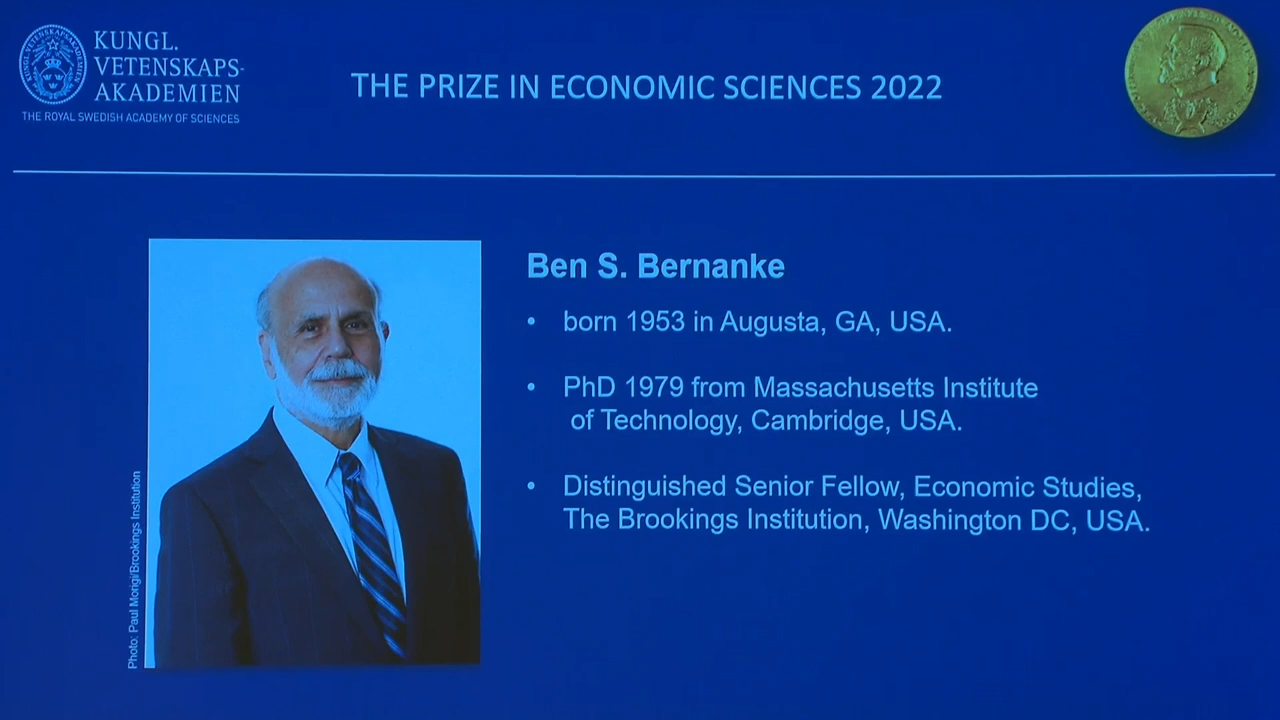 KUNGL.
VETENSKAPS-
AKADEMIEN
THE ROYAL SWEDISH ACADEMY OF SCIENCES
THE PRIZE IN ECONOMIC SCIENCES 2022
Ben S. Bernanke
• born 1953 in Augusta, GA, USA.
• PhD 1979 from Massachusetts Institute
of Technology, Cambridge, USA.
• Distinguished Senior Fellow, Economic Studies,
The Brookings Institution, Washington DC, USA.
Photo: Paul Morigi/Brookings Institution